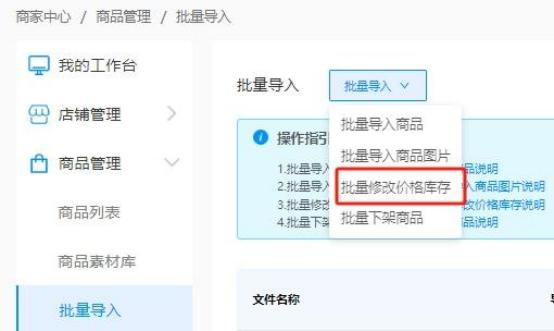 商家中心 / 商品管理 / 批量导入
我的工作台
店铺管理
商品管理
商品列表
商品素材库
批量导入
批量导入 批量导入
批量导入商品
批量导入商品图片
批量修改价格库存
批量下架商品
操作指引
1.批量导入 品说明
2.批量导入 入商品图片说明
3.批量修改 改价格库存说明
4.批量下架 品说明
文件名称